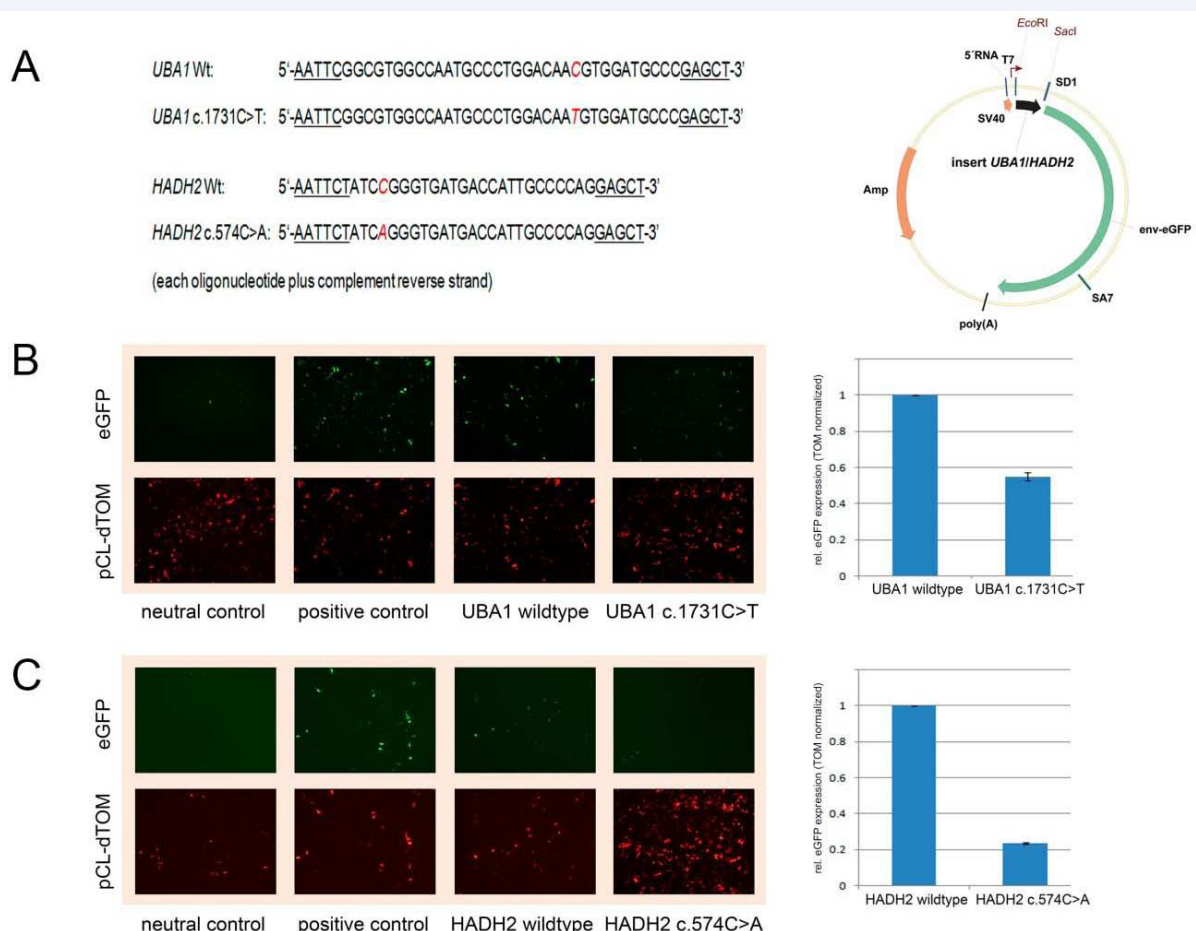 A
UBA1 Wt: 5‘-AATTCGGCGTGGCCAATGCCCTGGACAACGTGGATGCCCGAGCT-3’
UBA1 c.1731C>T: 5‘-AATTCGGCGTGGCCAATGCCCTGGACAATGTGGATGCCCGAGCT-3’
HADH2 Wt: 5‘-AATTCTATCCGGGTGATGACCATTGCCCCAGGAGCT-3’
HADH2 c.574C>A: 5‘-AATTCTATCAGGGTGATGACCATTGCCCCAGGAGCT-3’
(each oligonucleotide plus complement reverse strand)
EcoRI
SacI
5´RNA T7
SD1
SV40
insert UBA1/HADH2
Amp
env-eGFP
SA7
poly(A)
B
eGFP
pCL-dTOM
neutral control positive control UBA1 wildtype UBA1 c.1731C>T
rel. eGFP expression (TOM normalized)
1
0.8
0.6
0.4
0.2
0
UBA1 wildtype UBA1 c.1731C>T
C
eGFP
pCL-dTOM
neutral control positive control HADH2 wildtype HADH2 c.574C>A
rel. eGFP expression (TOM normalized)
1
0.8
0.6
0.4
0.2
0
HADH2 wildtype HADH2 c.574C>A